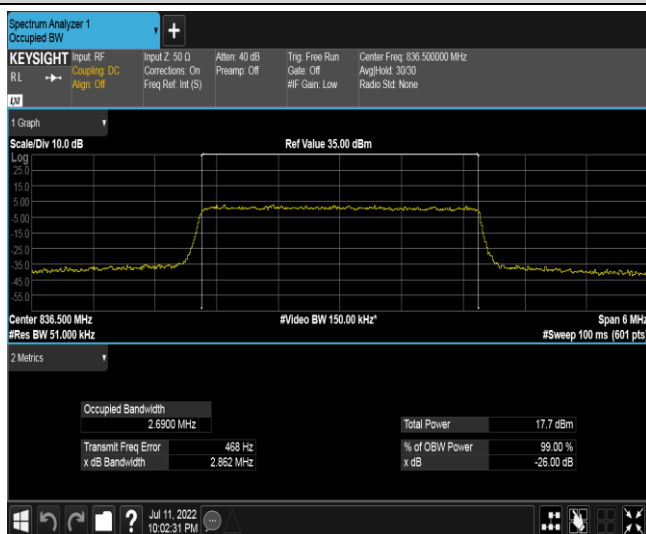 Spectrum Analyzer 1
Occupied BW
+
KEYSIGHT Input: RF Input Z: 50 Ω Atten: 40 dB Trig: Free Run Center Freq: 836.500000 MHz
R L Coupling: DC Corrections: On Preamp: Off Gate: Off Avg|Hold: 30/30
Align: Off Freq Ref: Int (S) #IF Gain: Low Radio Std: None
LXI
1 Graph
Scale/Div 10.0 dB Ref Value 35.00 dBm
Log
25.0
15.0
5.00
-5.00
-15.0
-25.0
-35.0
-45.0
-55.0
Center 836.500 MHz #Video BW 150.00 kHz* Span 6 MHz
#Res BW 51.000 kHz #Sweep 100 ms (601 pts)
2 Metrics
Occupied Bandwidth
2.6900 MHz Total Power 17.7 dBm
Transmit Freq Error 468 Hz % of OBW Power 99.00 %
x dB Bandwidth 2.862 MHz x dB -26.00 dB
? Jul 11, 2022
10:02:31 PM